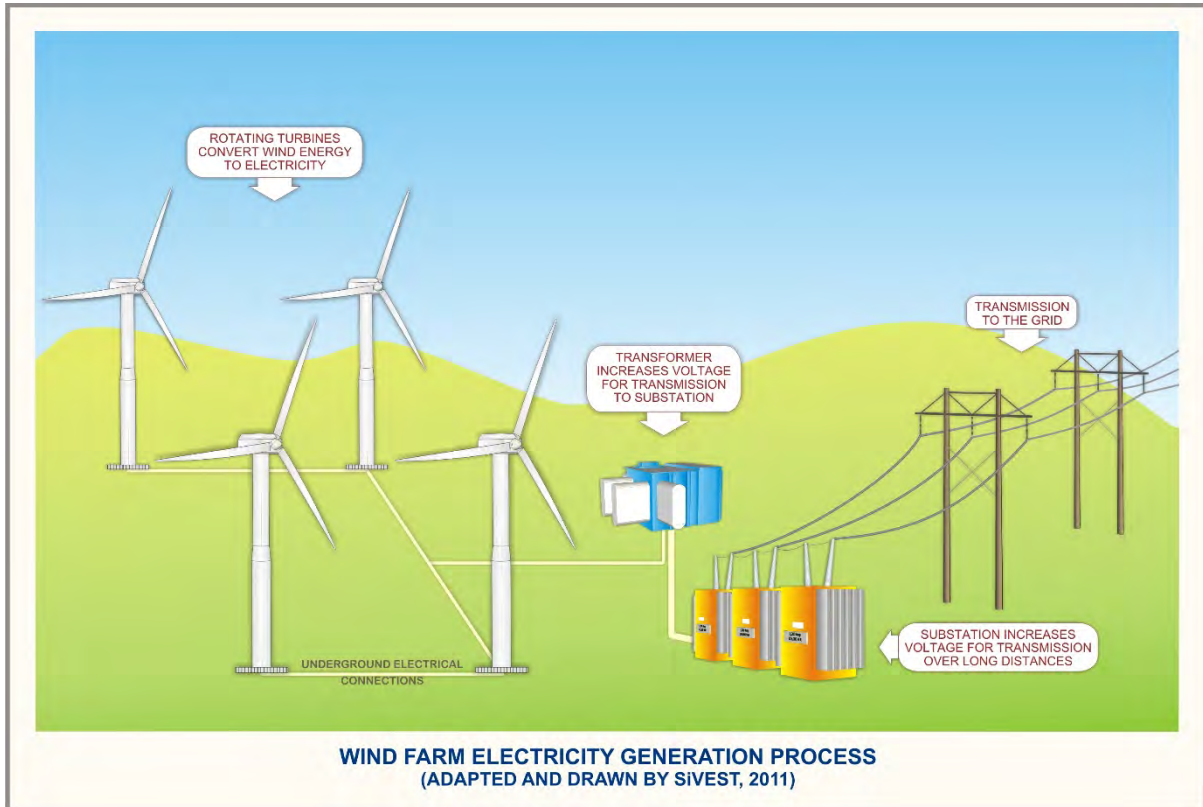 ROTATING TURBINES
CONVERT WIND ENERGY
TO ELECTRICITY
TRANSMISSION
TO THE GRID
TRANSFORMER
INCREASES VOLTAGE
FOR TRANSMISSION
TO SUBSTATION
SUBSTATION INCREASES
VOLTAGE FOR TRANSMISSION
OVER LONG DISTANCES
UNDERGROUND ELECTRICAL
CONNECTIONS
WIND FARM ELECTRICITY GENERATION PROCESS
(ADAPTED AND DRAWN BY SiVEST, 2011)